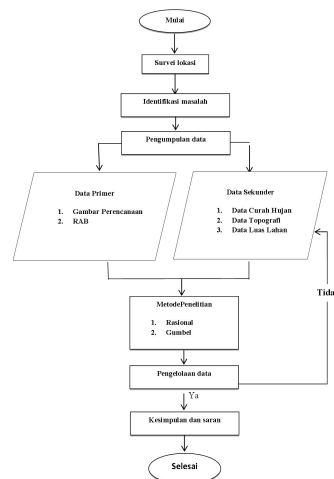 Mulai
Survei lokasi
Identifikasi masalah
Pengumpulan data
Data Primer
1. Gambar Perencanaan
2. RAB
Data Sekunder
1. Data Curah Hujan
2. Data Topografi
3. Data Luas Lahan
Tida
MetodePenelitian
1. Rasional
2. Gumbel
Pengelolaan data
Ya
Kesimpulan dan saran
Selesai